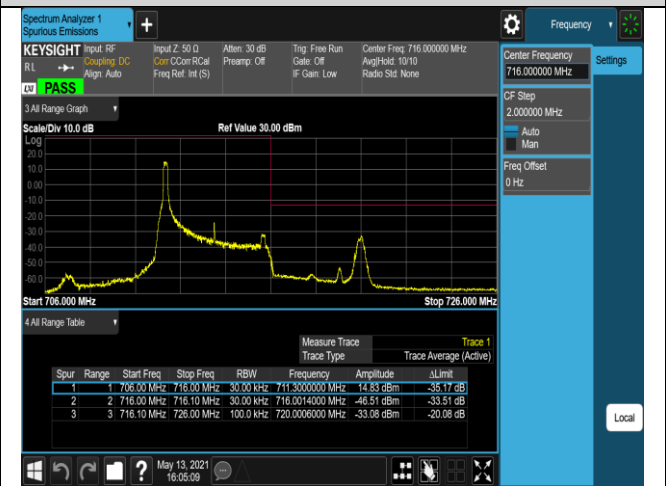 Spectrum Analyzer 1
Spurious Emissions
Frequency
KEYSIGHT Input: RF Input Z: 50 Ω Atten: 30 dB Trig: Free Run Center Freq: 716.000000 MHz
RL Coupling: DC Corr CCorr RCal Preamp: Off Gate: Off Avg|Hold: 10/10
Align: Auto Freq Ref: Int (S) IF Gain: Low Radio Std: None
LXI PASS
Center Frequency
716.000000 MHz
Settings
CF Step
2.000000 MHz
Auto
Man
Freq Offset
0 Hz
3 All Range Graph
Scale/Div 10.0 dB Ref Value 30.00 dBm
Log
20.0
10.0
0.00
-10.0
-20.0
-30.0
-40.0
-50.0
-60.0
Start 706.000 MHz Stop 726.000 MHz
4 All Range Table
Measure Trace Trace 1
Trace Type Trace Average (Active)
Spur Range Start Freq Stop Freq RBW Frequency Amplitude ΔLimit
1 1 706.00 MHz 716.00 MHz 30.00 kHz 711.3000000 MHz 14.83 dBm -35.17 dB
2 2 716.00 MHz 716.10 MHz 30.00 kHz 716.0014000 MHz -46.51 dBm -33.51 dB
3 3 716.10 MHz 726.00 MHz 100.0 kHz 720.0006000 MHz -33.08 dBm -20.08 dB
Local
May 13, 2021
16:05:09